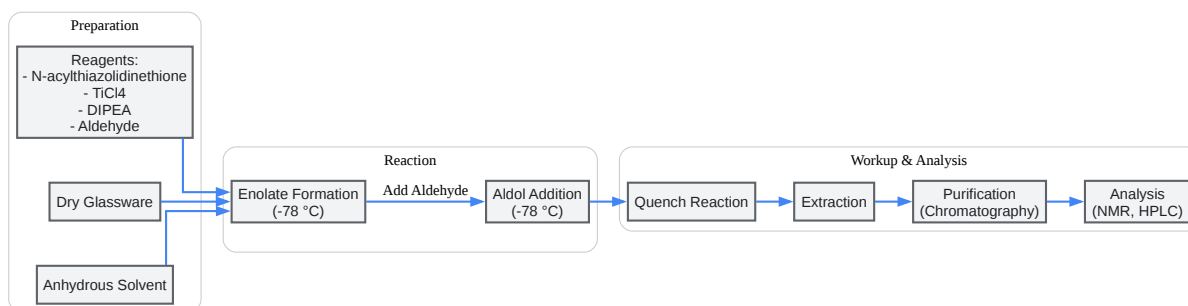 Preparation
Reagents:
- N-acylthiazolidinethione
- TiCl4
- DIPEA
- Aldehyde
Dry Glassware
Anhydrous Solvent
Reaction
Enolate Formation
(-78 °C)
Add Aldehyde
Aldol Addition
(-78 °C)
Workup & Analysis
Quench Reaction
Extraction
Purification
(Chromatography)
Analysis
(NMR, HPLC)